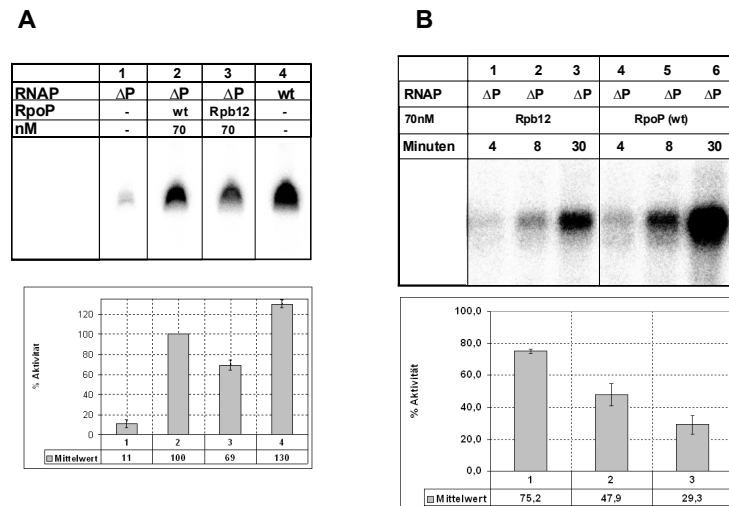 A
1 2 3 4
RNAP ΔP ΔP ΔP wt
RpoP - wt Rpb12 -
nM - 70 70 -
% Aktivität
120
100
80
60
40
20
0
1 2 3 4
Mittelwert 11 100 69 130
B
1 2 3 4 5 6
RNAP ΔP ΔP ΔP ΔP ΔP ΔP
70nM Rpb12 RpoP (wt)
Minuten 4 8 30 4 8 30
% Aktivität
100,0
80,0
60,0
40,0
20,0
0,0
1 2 3
Mittelwert 75,2 47,9 29,3